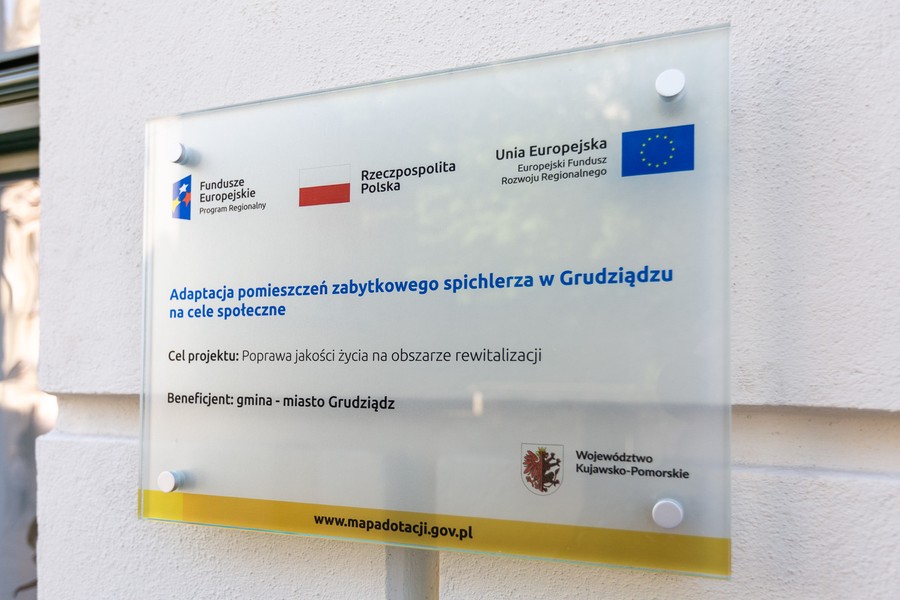 Fundusze
Europejskie
Program Regionalny
Rzeczpospolita
Polska
Unia Europejska
Europejski Fundusz
Rozwoju Regionalnego
Adaptacja pomieszczeń zabytkowego spichlerza w Grudziądzu
na cele społeczne
Cel projektu: Poprawa jakości życia na obszarze rewitalizacji
Beneficjent: gmina - miasto Grudziądz
Województwo
Kujawsko-Pomorskie
www.mapadotacji.gov.pl